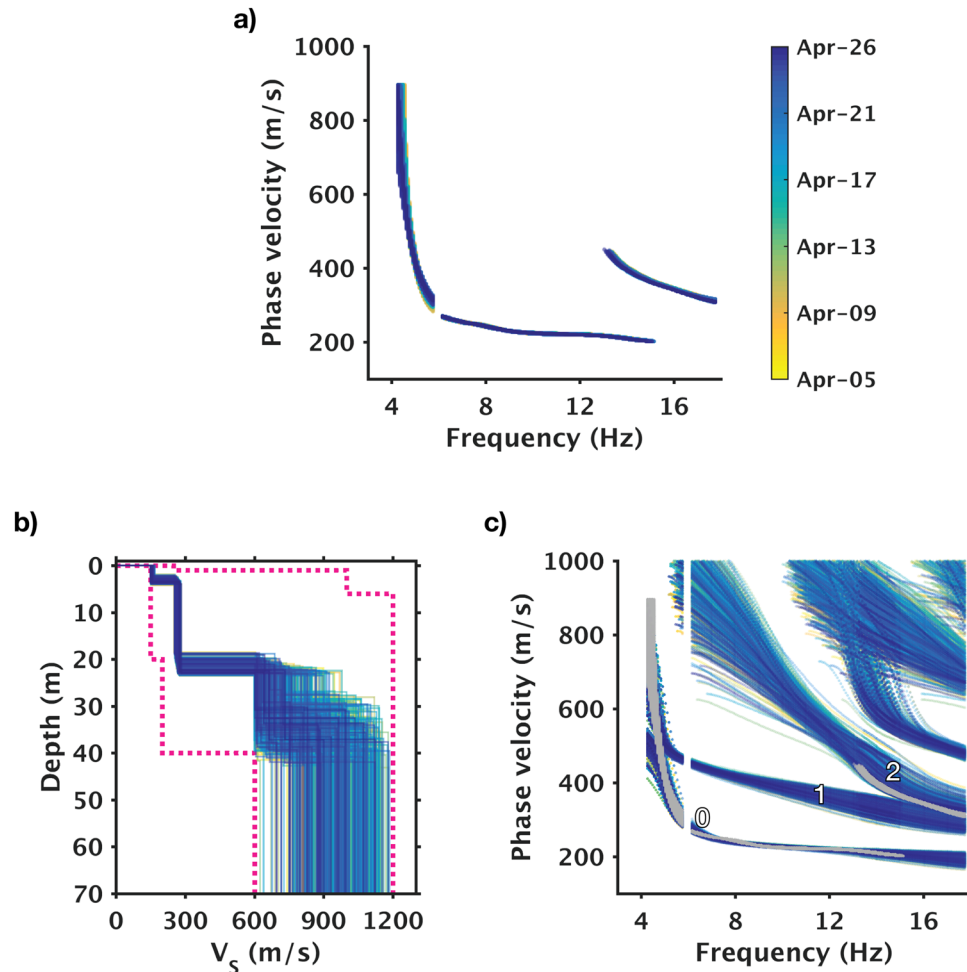 a)
1000
800
600
400
200
Phase velocity (m/s)
4
8
12
16
Frequency (Hz)
Apr-26
Apr-21
Apr-17
Apr-13
Apr-09
Apr-05
b)
0
10
20
30
40
50
60
70
Depth (m)
0
300
600
900
1200
VS (m/s)
c)
1000
800
600
400
200
Phase velocity (m/s)
0
1
2
4
8
12
16
Frequency (Hz)